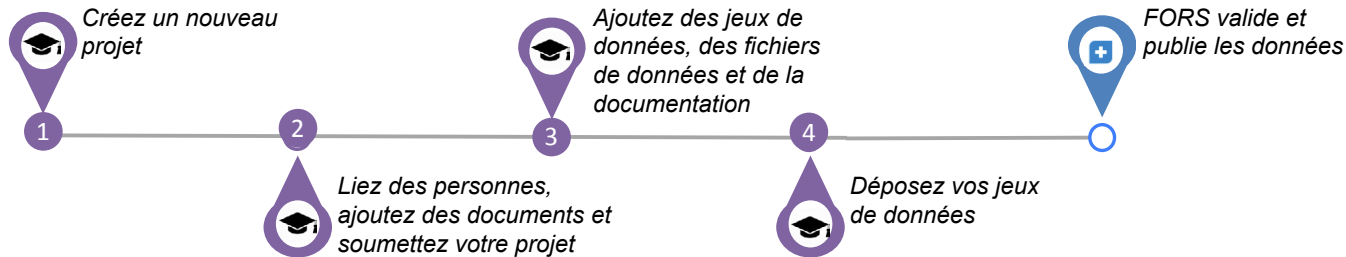 Créez un nouveau
projet
1
2
Liez des personnes,
ajoutez des documents et
soumettez votre projet
Ajoutez des jeux de
données, des fichiers
de données et de la
documentation
3
4
Déposez vos jeux
de données
FORS valide et
publie les données